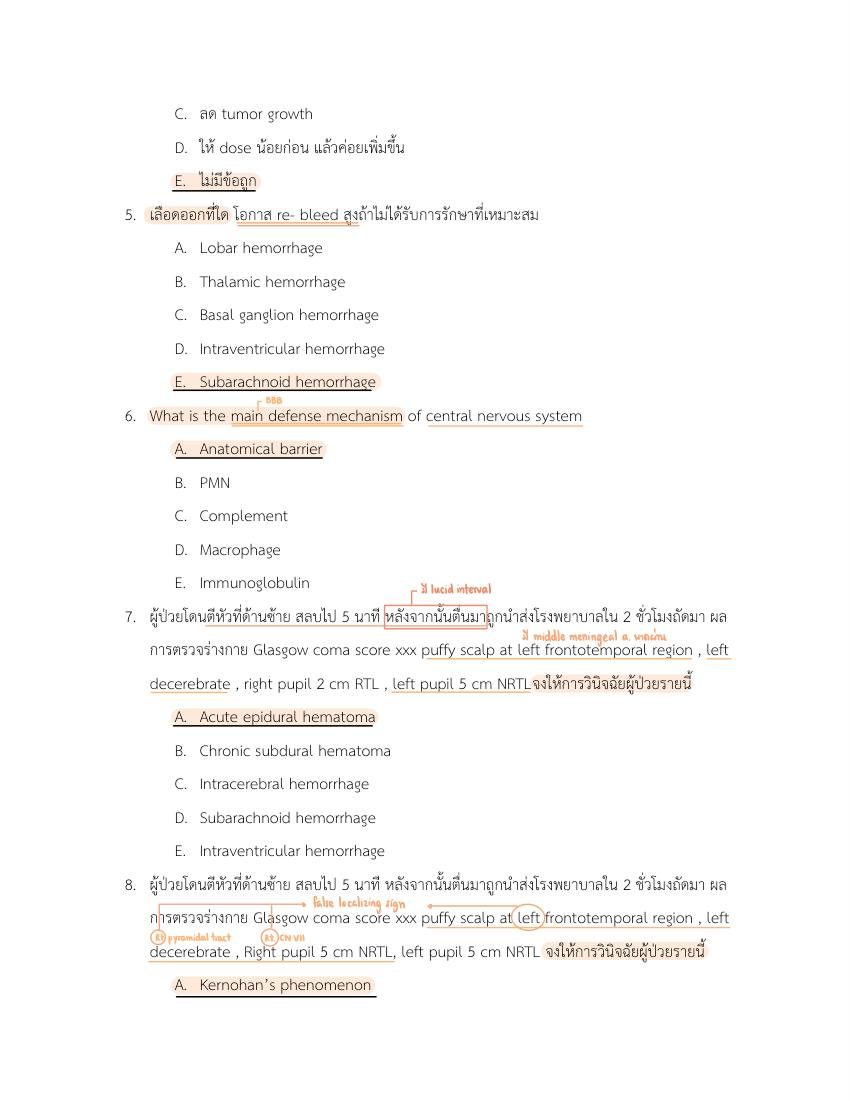 C. ลด tumor growth
D. ให้ dose น้อยก่อน แล้วค่อยเพิ่มขึ้น
E. ไม่มีข้อถูก
5. เลือดออกที่ใด โอกาส re- bleed สูงถ้าไม่ได้รับการรักษาที่เหมาะสม
A. Lobar hemorrhage
B. Thalamic hemorrhage
C. Basal ganglion hemorrhage
D. Intraventricular hemorrhage
E. Subarachnoid hemorrhage
BBB
6. What is the main defense mechanism of central nervous system
A. Anatomical barrier
B. PMN
C. Complement
D. Macrophage
E. Immunoglobulin
มี lucid interval
7. ผู้ป่วยโดนตีหัวที่ด้านซ้าย สลบไป 5 นาที หลังจากนั้นตื่นมาถูกนำส่งโรงพยาบาลใน 2 ชั่วโมงถัดมา ผล
มี middle meningeal a. พาดผ่าน
การตรวจร่างกาย Glasgow coma score xxx puffy scalp at left frontotemporal region , left
decerebrate , right pupil 2 cm RTL , left pupil 5 cm NRTL จงให้การวินิจฉัยผู้ป่วยรายนี้
A. Acute epidural hematoma
B. Chronic subdural hematoma
C. Intracerebral hemorrhage
D. Subarachnoid hemorrhage
E. Intraventricular hemorrhage
8. ผู้ป่วยโดนตีหัวที่ด้านซ้าย สลบไป 5 นาที หลังจากนั้นตื่นมาถูกนำส่งโรงพยาบาลใน 2 ชั่วโมงถัดมา ผล
false localizing sign
การตรวจร่างกาย Glasgow coma score xxx puffy scalp at left frontotemporal region , left
Rt pyramidal tract Rt CN VII
decerebrate , Right pupil 5 cm NRTL, left pupil 5 cm NRTL จงให้การวินิจฉัยผู้ป่วยรายนี้
A. Kernohan's phenomenon